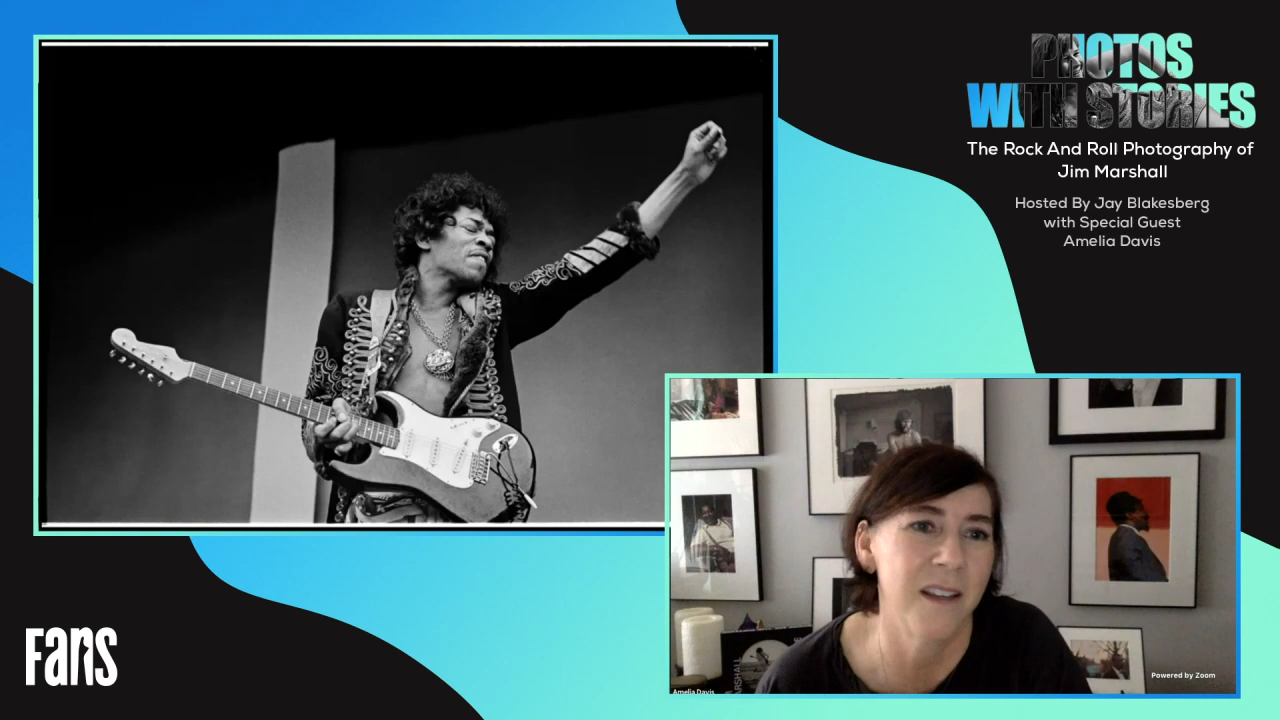 PHOTOS
WITH STORIES
The Rock And Roll Photography of
Jim Marshall
Hosted By Jay Blakesberg
with Special Guest
Amelia Davis
MARSHALL
Powered by Zoom
Amelia Davis
Fans